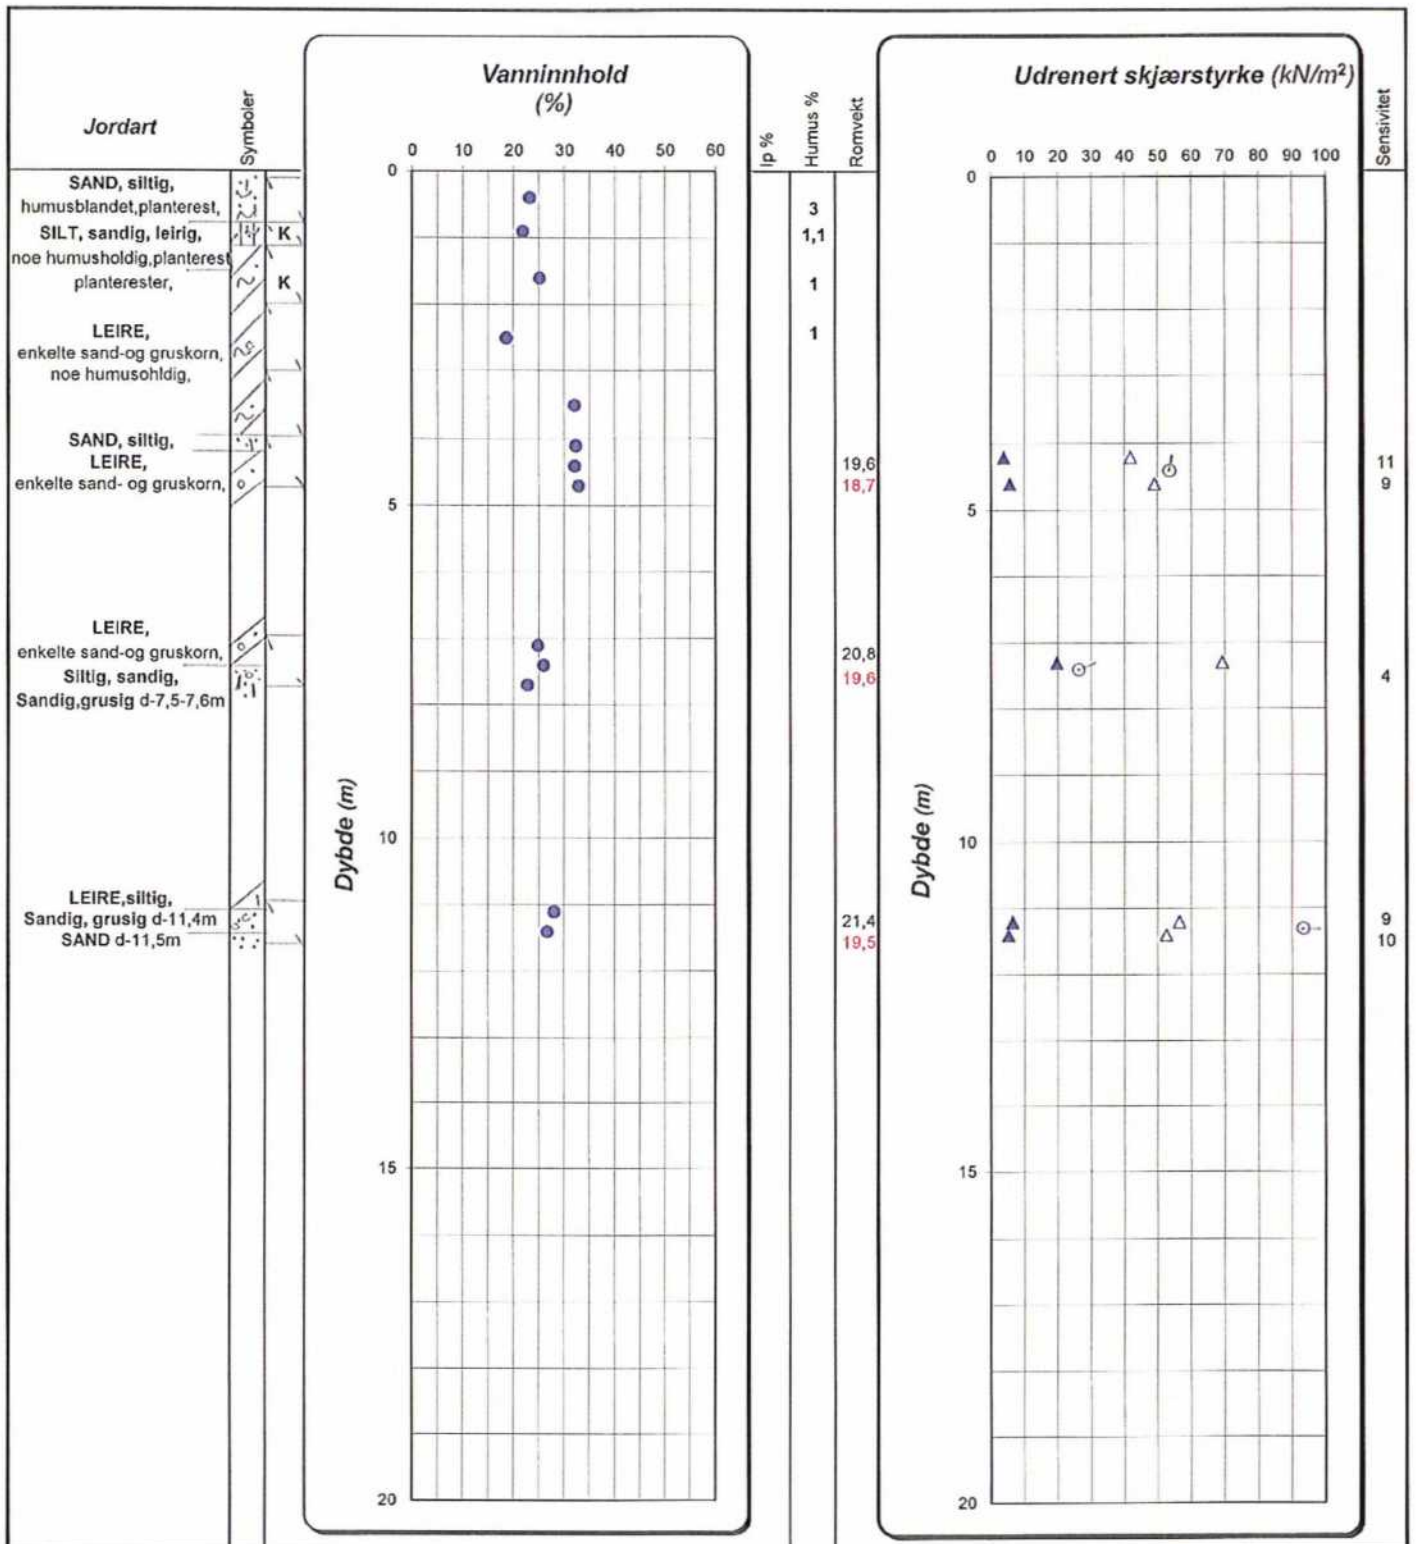 Jordart
Symboler
Vanninnhold
(%)
Ip %
Humus %
Romvekt
Udrenert skjærstyrke (kN/m²)
Sensivitet
0 10 20 30 40 50 60
0 10 20 30 40 50 60 70 80 90 100
0
0
SAND, siltig,
humusblandet,planterest,
3
SILT, sandig, leirig,
K
1,1
noe humusholdig,planterest
planterester,
K
1
LEIRE,
1
enkelte sand-og gruskorn,
noe humusohldig,
SAND, siltig,
LEIRE,
19,6
11
enkelte sand- og gruskorn,
18,7
9
5
5
LEIRE,
enkelte sand-og gruskorn,
20,8
Siltig, sandig,
19,6
4
Sandig,grusig d-7,5-7,6m
Dybde (m)
Dybde (m)
10
10
LEIRE,siltig,
Sandig, grusig d-11,4m
21,4
9
SAND d-11,5m
19,5
10
15
15
20
20